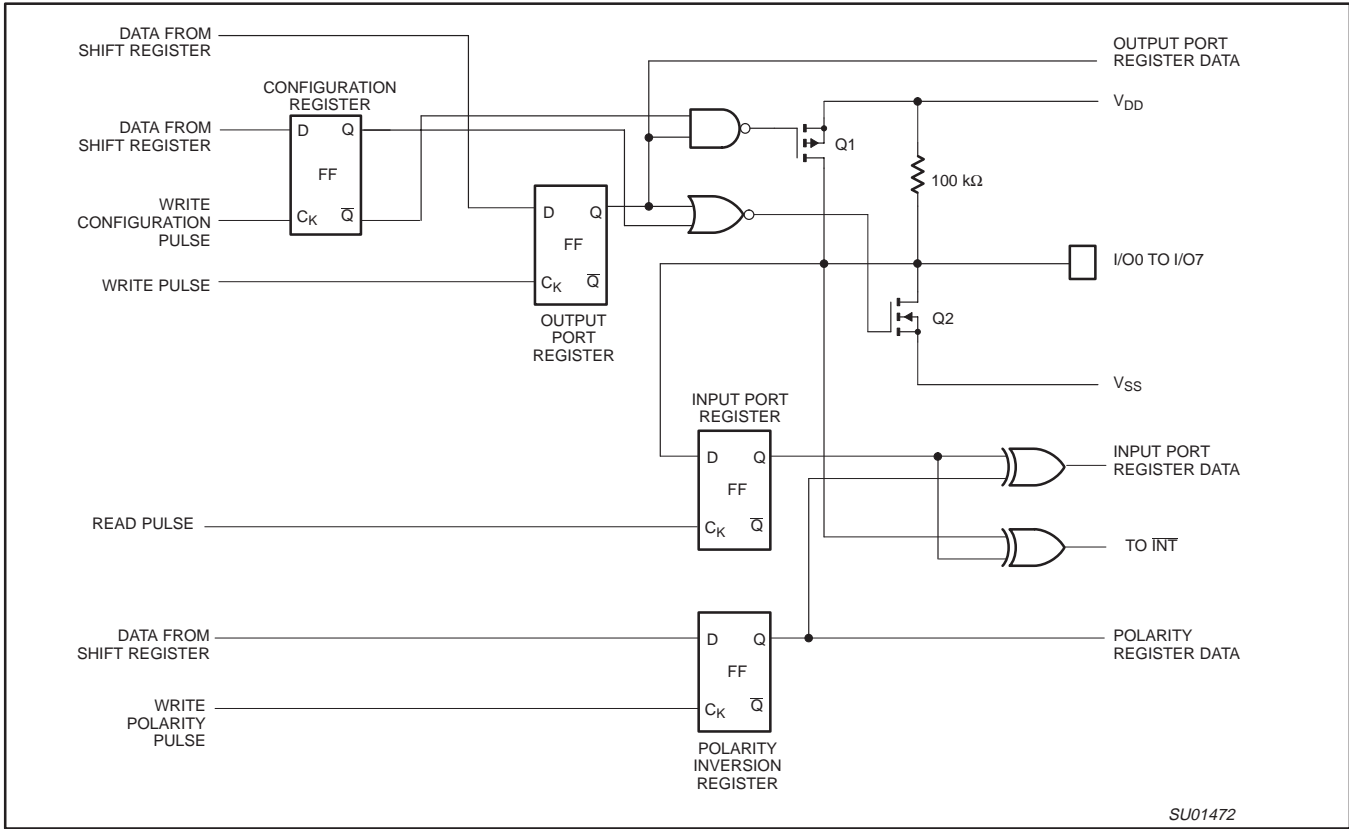 DATA FROM
SHIFT REGISTER
OUTPUT PORT
REGISTER DATA
CONFIGURATION
REGISTER
VDD
DATA FROM
SHIFT REGISTER
D Q
FF
CK Q
Q1
100 kΩ
WRITE
CONFIGURATION
PULSE
D Q
FF
CK Q
I/O0 TO I/O7
WRITE PULSE
OUTPUT
PORT
REGISTER
Q2
VSS
INPUT PORT
REGISTER
D Q
FF
CK Q
INPUT PORT
REGISTER DATA
READ PULSE
TO INT
DATA FROM
SHIFT REGISTER
D Q
FF
CK Q
POLARITY
REGISTER DATA
WRITE
POLARITY
PULSE
POLARITY
INVERSION
REGISTER
SU01472